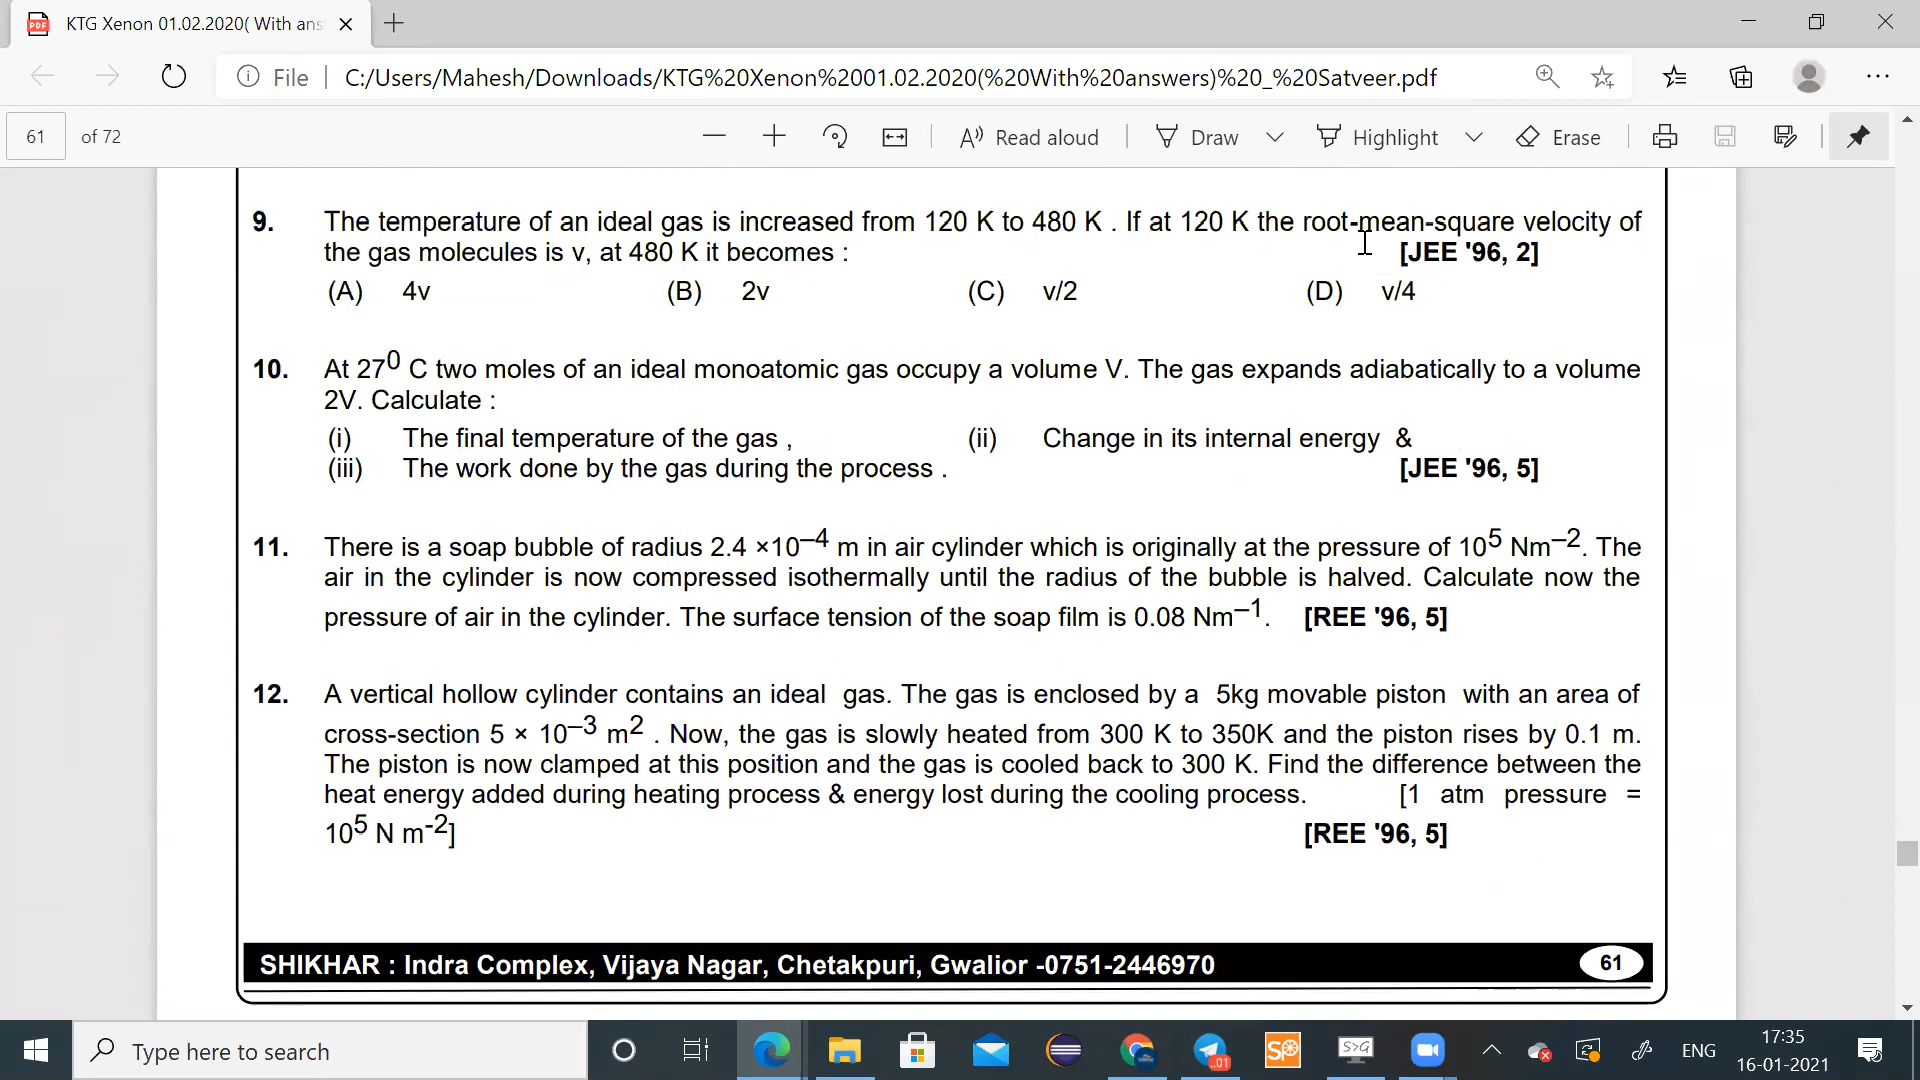 KTG Xenon 01.02.2020( With ans
File
C:/Users/Mahesh/Downloads/KTG%20Xenon%2001.02.2020(%20With%20answers)%20_%20Satveer.pdf
61 of 72
Read aloud
Draw
Highlight
Erase
9. The temperature of an ideal gas is increased from 120 K to 480 K . If at 120 K the root-mean-square velocity of
the gas molecules is v, at 480 K it becomes : [JEE '96, 2]
(A) 4v (B) 2v (C) v/2 (D) v/4
10. At 27⁰ C two moles of an ideal monoatomic gas occupy a volume V. The gas expands adiabatically to a volume
2V. Calculate :
(i) The final temperature of the gas , (ii) Change in its internal energy &
(iii) The work done by the gas during the process . [JEE '96, 5]
11. There is a soap bubble of radius 2.4 ×10⁻⁴ m in air cylinder which is originally at the pressure of 10⁵ Nm⁻². The
air in the cylinder is now compressed isothermally until the radius of the bubble is halved. Calculate now the
pressure of air in the cylinder. The surface tension of the soap film is 0.08 Nm⁻¹. [REE '96, 5]
12. A vertical hollow cylinder contains an ideal gas. The gas is enclosed by a 5kg movable piston with an area of
cross-section 5 × 10⁻³ m² . Now, the gas is slowly heated from 300 K to 350K and the piston rises by 0.1 m.
The piston is now clamped at this position and the gas is cooled back to 300 K. Find the difference between the
heat energy added during heating process & energy lost during the cooling process. [1 atm pressure =
10⁵ N m⁻²] [REE '96, 5]
SHIKHAR : Indra Complex, Vijaya Nagar, Chetakpuri, Gwalior -0751-2446970 61
Type here to search
..01
S>G
ENG
17:35
16-01-2021